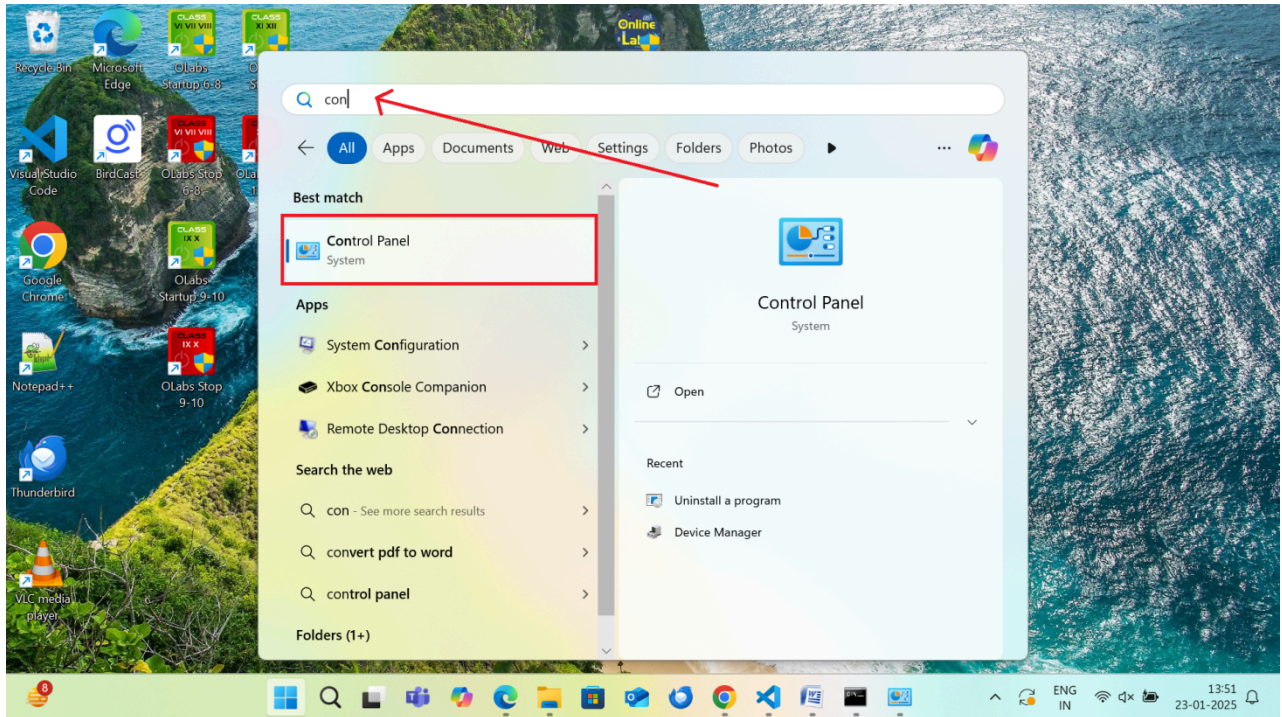 CLASS
VI VII VIII
CLASS
XI XII
Online
Recycle Bin
Microsoft
Edge
OLabs
Startup 6-8
con
All
Apps
Documents
Web
Settings
Folders
Photos
CLASS
VI VII VIII
Visual Studio
Code
BirdCast
OLabs Stop
6-8
Best match
Control Panel
System
Control Panel
System
CLASS
IX X
Google
Chrome
OLabs
Startup 9-10
Apps
System Configuration
Xbox Console Companion
Remote Desktop Connection
Open
CLASS
IX X
Notepad++
OLabs Stop
9-10
Search the web
con - See more search results
convert pdf to word
control panel
Folders (1+)
Recent
Uninstall a program
Device Manager
Thunderbird
VLC media
player
8
ENG
IN
13:51
23-01-2025